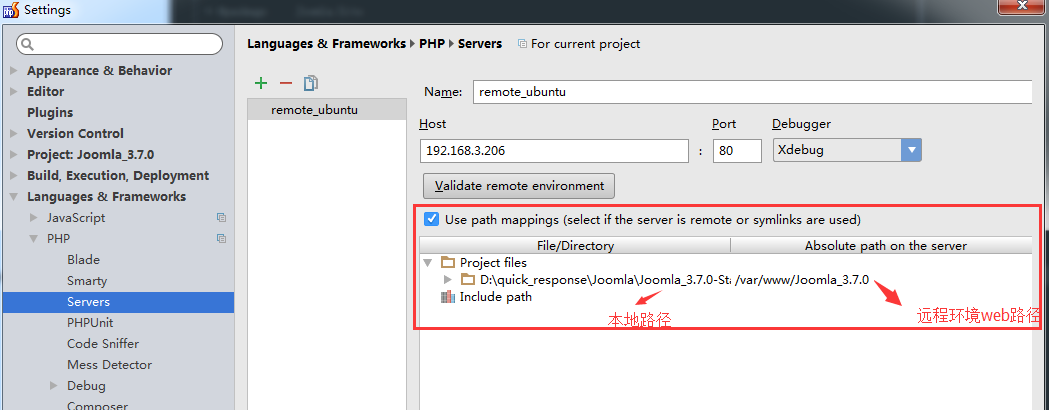 Settings
Languages & Frameworks ▸ PHP ▸ Servers For current project
Appearance & Behavior
Editor
Plugins
Version Control
Project: Joomla_3.7.0
Build, Execution, Deployment
Languages & Frameworks
JavaScript
PHP
Blade
Smarty
Servers
PHPUnit
Code Sniffer
Mess Detector
Debug
Composer
remote_ubuntu
Name: remote_ubuntu
Host Port Debugger
192.168.3.206 : 80 Xdebug
Validate remote environment
Use path mappings (select if the server is remote or symlinks are used)
File/Directory Absolute path on the server
Project files
D:\quick_response\Joomla\Joomla_3.7.0-Sta /var/www/Joomla_3.7.0
Include path
本地路径
远程环境web路径